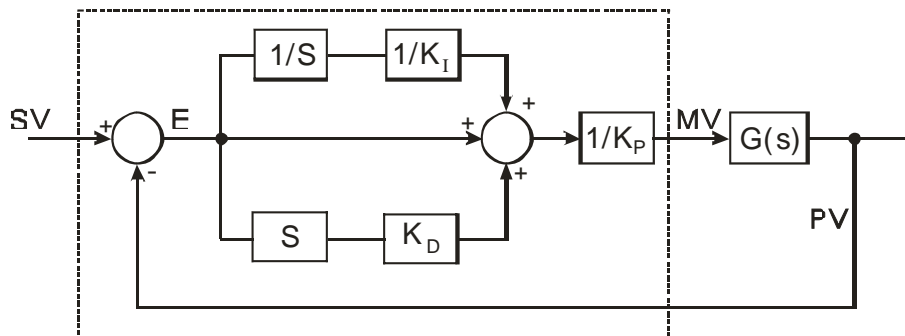 1/S
1/K_I
SV
+
E
+
+
+
-
1/K_P
MV
G(s)
PV
S
K_D